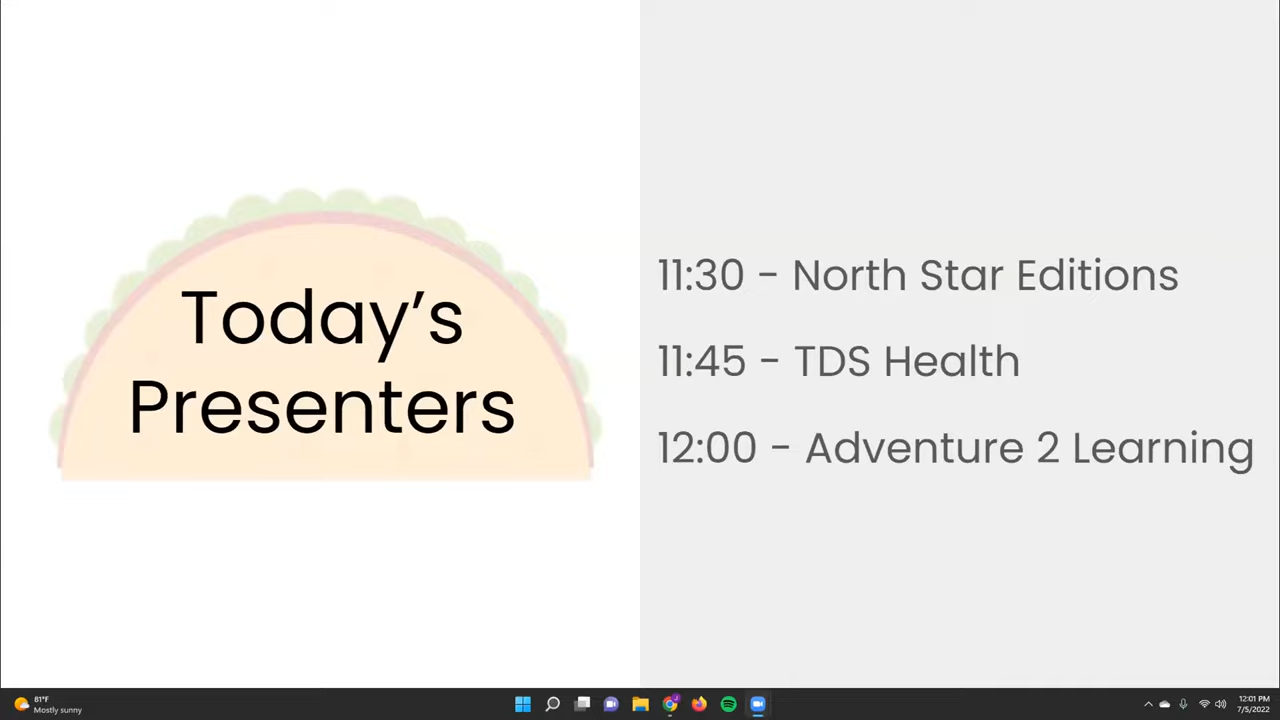 Today’s
Presenters
11:30 - North Star Editions
11:45 - TDS Health
12:00 - Adventure 2 Learning
81°F
Mostly sunny
12:01 PM
7/5/2022